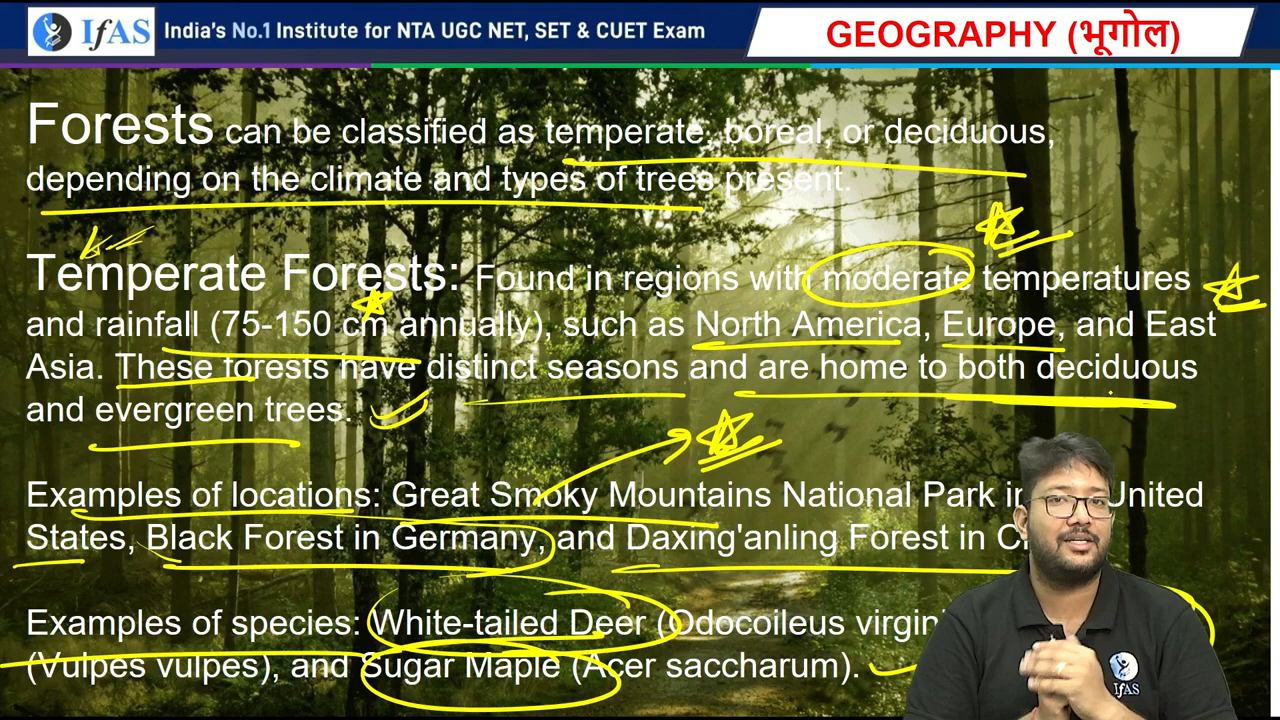 IfAS India's No.1 Institute for NTA UGC NET, SET & CUET Exam
GEOGRAPHY (भूगोल)
Forests can be classified as temperate, boreal, or deciduous,
depending on the climate and types of trees present.
Temperate Forests: Found in regions with moderate temperatures
and rainfall (75-150 cm annually), such as North America, Europe, and East
Asia. These forests have distinct seasons and are home to both deciduous
and evergreen trees.
Examples of locations: Great Smoky Mountains National Park United
States, Black Forest in Germany, and Daxing'anling Forest in
Examples of species: White-tailed Deer (Odocoileus
(Vulpes vulpes), and Sugar Maple (Acer saccharum).
IfAS